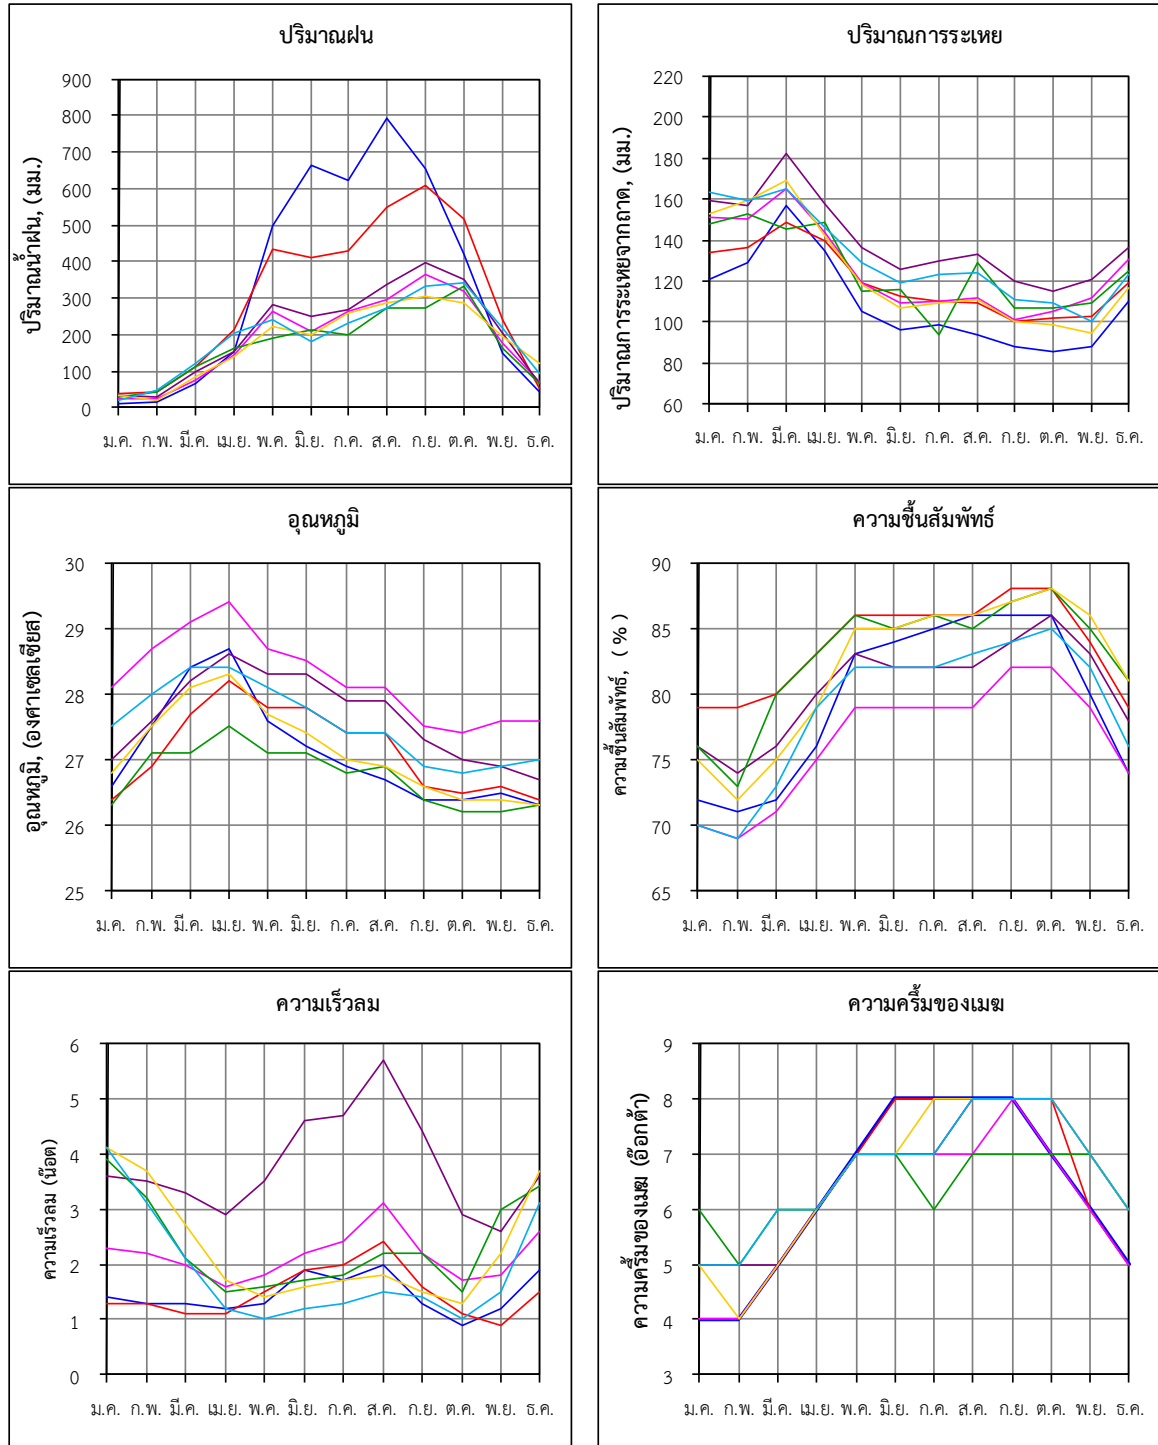 ปริมาณฝน
ปริมาณน้ำฝน, (มม.)
900
800
700
600
500
400
300
200
100
0
ม.ค. ก.พ. มี.ค. เม.ย. พ.ค. มิ.ย. ก.ค. ส.ค. ก.ย. ต.ค. พ.ย. ธ.ค.
ปริมาณการระเหย
ปริมาณการระเหยจากถาด, (มม.)
220
200
180
160
140
120
100
80
60
ม.ค. ก.พ. มี.ค. เม.ย. พ.ค. มิ.ย. ก.ค. ส.ค. ก.ย. ต.ค. พ.ย. ธ.ค.
อุณหภูมิ
อุณหภูมิ, (องศาเซลเซียส)
30
29
28
27
26
25
ม.ค. ก.พ. มี.ค. เม.ย. พ.ค. มิ.ย. ก.ค. ส.ค. ก.ย. ต.ค. พ.ย. ธ.ค.
ความชื้นสัมพัทธ์
ความชื้นสัมพัทธ์, ( % )
90
85
80
75
70
65
ม.ค. ก.พ. มี.ค. เม.ย. พ.ค. มิ.ย. ก.ค. ส.ค. ก.ย. ต.ค. พ.ย. ธ.ค.
ความเร็วลม
ความเร็วลม (น๊อต)
6
5
4
3
2
1
0
ม.ค. ก.พ. มี.ค. เม.ย. พ.ค. มิ.ย. ก.ค. ส.ค. ก.ย. ต.ค. พ.ย. ธ.ค.
ความครึ้มของเมฆ
ความครึ้มของเมฆ (อ๊อกต้า)
9
8
7
6
5
4
3
ม.ค. ก.พ. มี.ค. เม.ย. พ.ค. มิ.ย. ก.ค. ส.ค. ก.ย. ต.ค. พ.ย. ธ.ค.